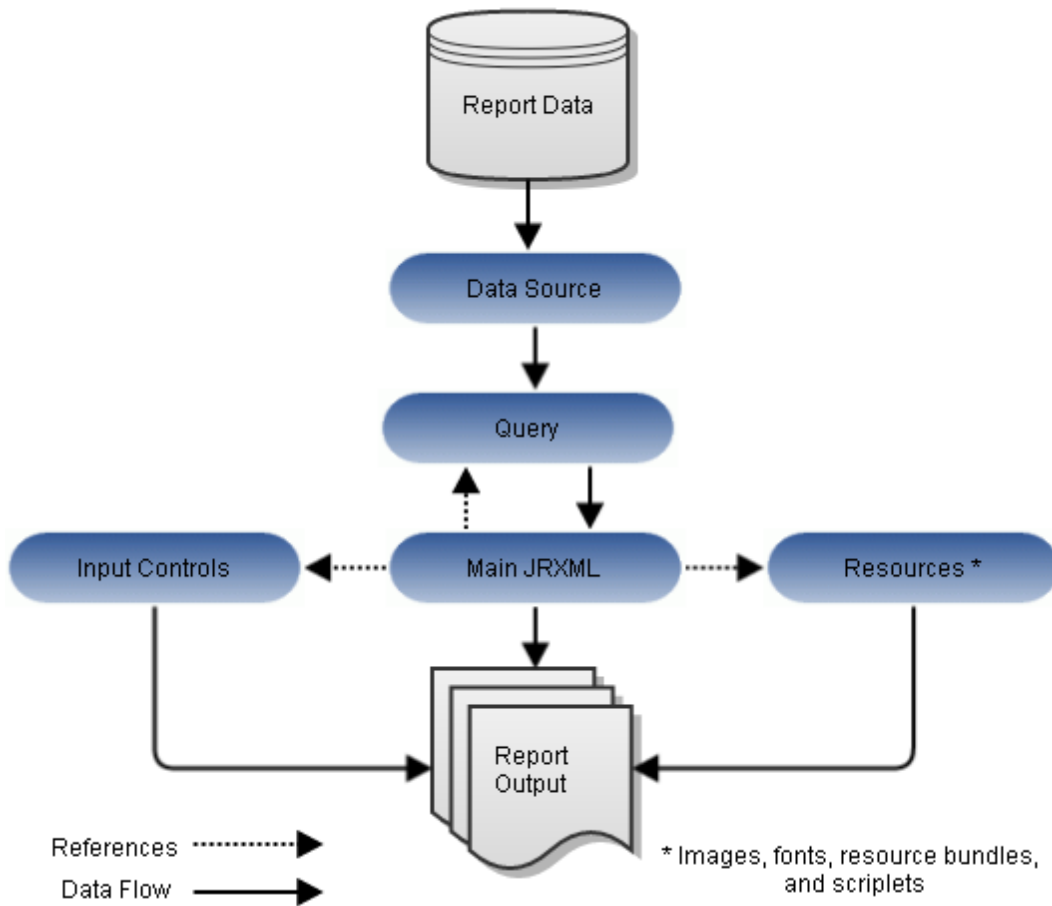 Report Data
Data Source
Query
Input Controls
Main JRXML
Resources *
Report
Output
References
Data Flow
* Images, fonts, resource bundles,
and scriplets